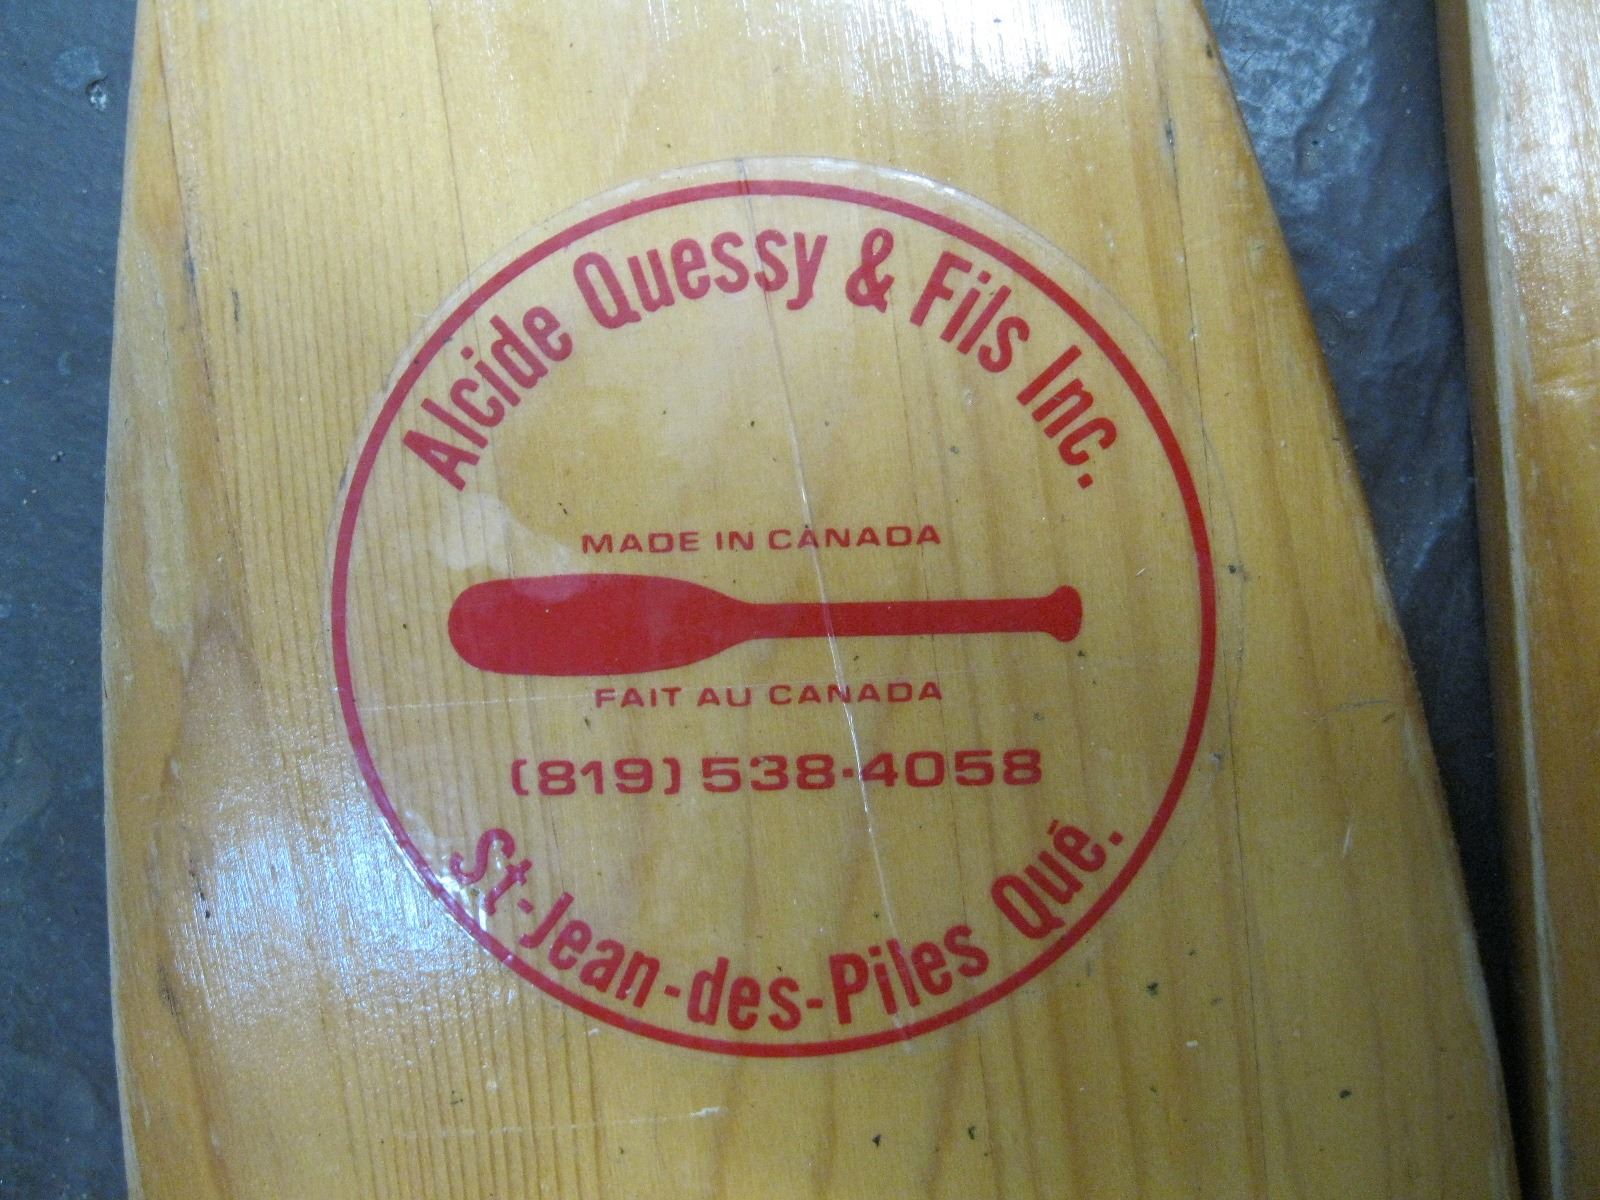 Alcide Quessy & Fils Inc.
MADE IN CANADA
FAIT AU CANADA
(819) 538-4058
St-Jean-des-Piles Qué.